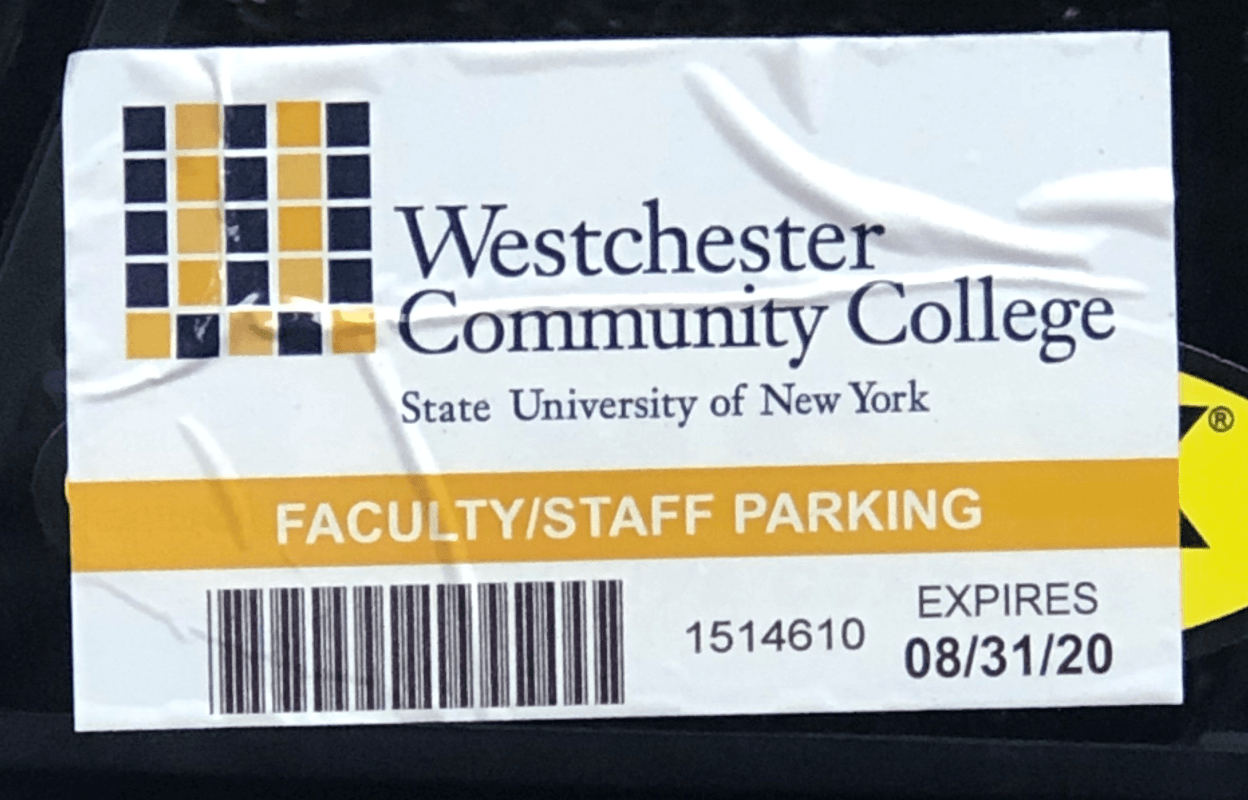 Westchester
Community College
State University of New York
®
FACULTY/STAFF PARKING
1514610
EXPIRES
08/31/20